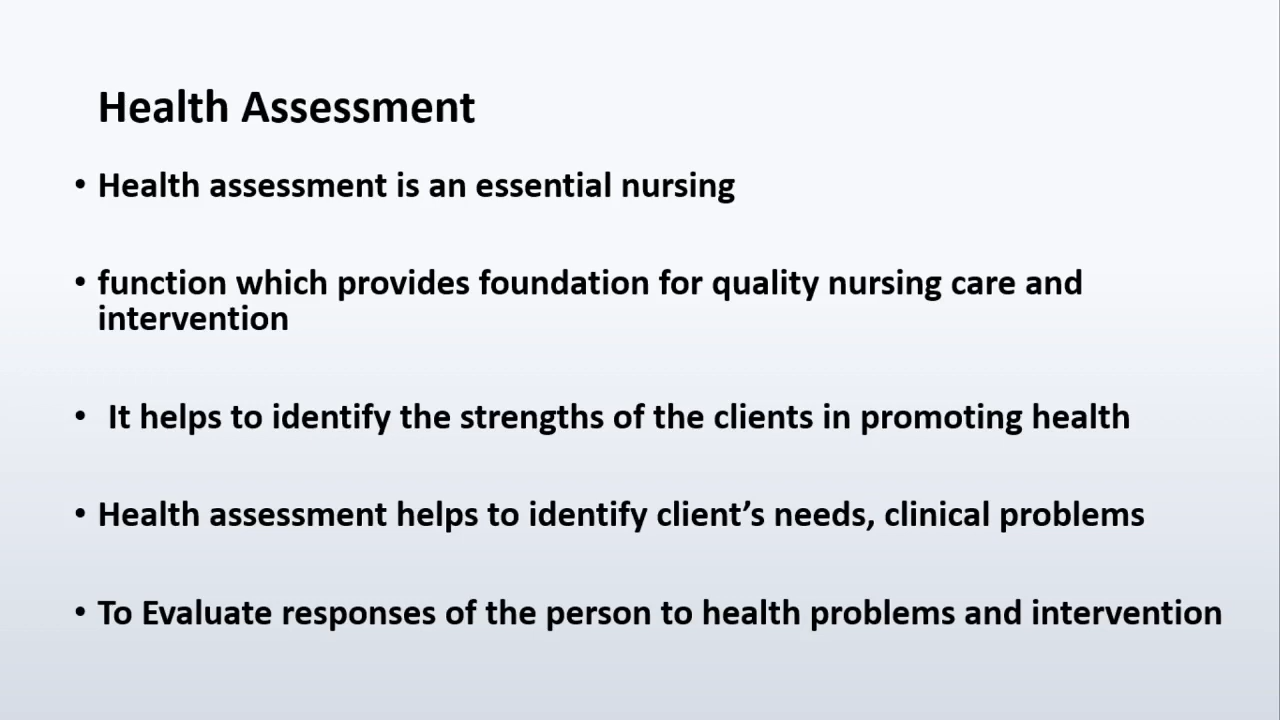 Health Assessment
• Health assessment is an essential nursing
• function which provides foundation for quality nursing care and
intervention
• It helps to identify the strengths of the clients in promoting health
• Health assessment helps to identify client’s needs, clinical problems
• To Evaluate responses of the person to health problems and intervention